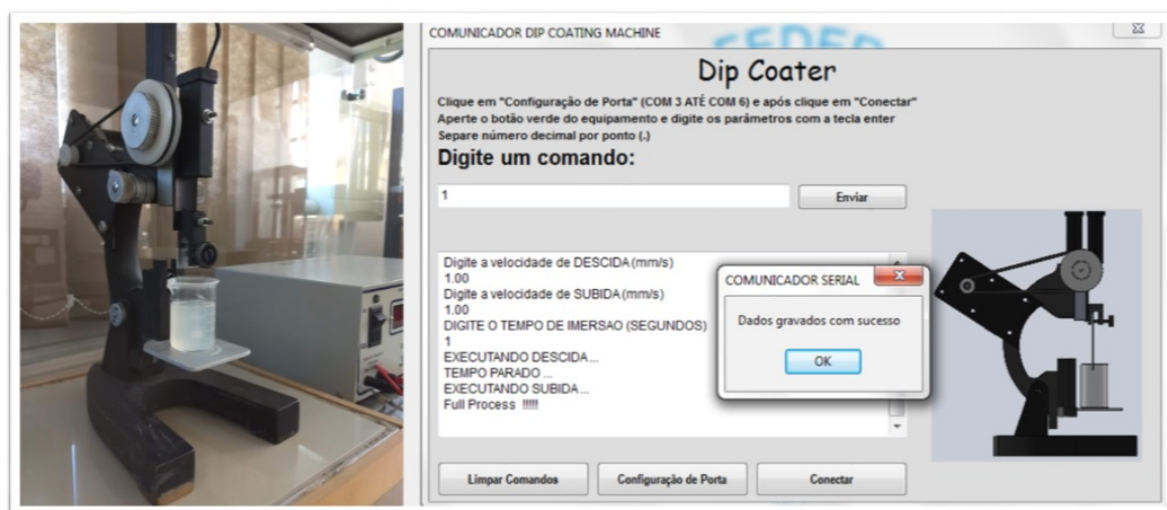 COMUNICADOR DIP COATING MACHINE
Dip Coater
Clique em "Configuração de Porta" (COM 3 ATÉ COM 6) e após clique em "Conectar"
Aperte o botão verde do equipamento e digite os parâmetros com a tecla enter
Separe número decimal por ponto (.)
Digite um comando:
1
Enviar
Digite a velocidade de DESCIDA (mm/s)
1.00
Digite a velocidade de SUBIDA (mm/s)
1.00
DIGITE O TEMPO DE IMERSAO (SEGUNDOS)
1
EXECUTANDO DESCIDA...
TEMPO PARADO ...
EXECUTANDO SUBIDA...
Full Process !!!!!
COMUNICADOR SERIAL
Dados gravados com sucesso
OK
Limpar Comandos
Configuração de Porta
Conectar